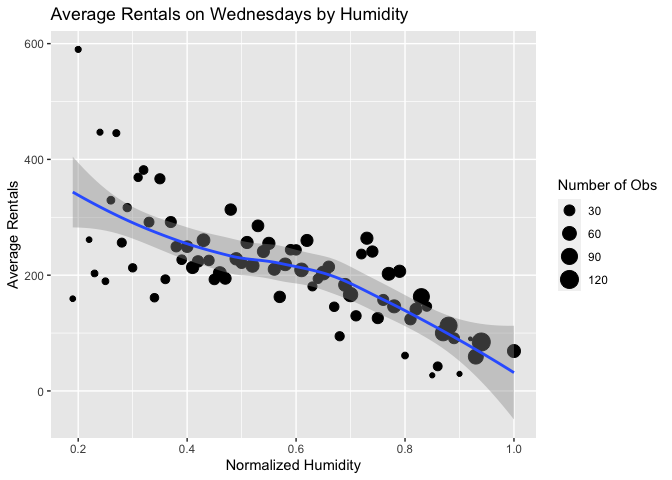 Average Rentals on Wednesdays by Humidity
600
400
200
0
Average Rentals
0.2 0.4 0.6 0.8 1.0
Normalized Humidity
Number of Obs
30
60
90
120